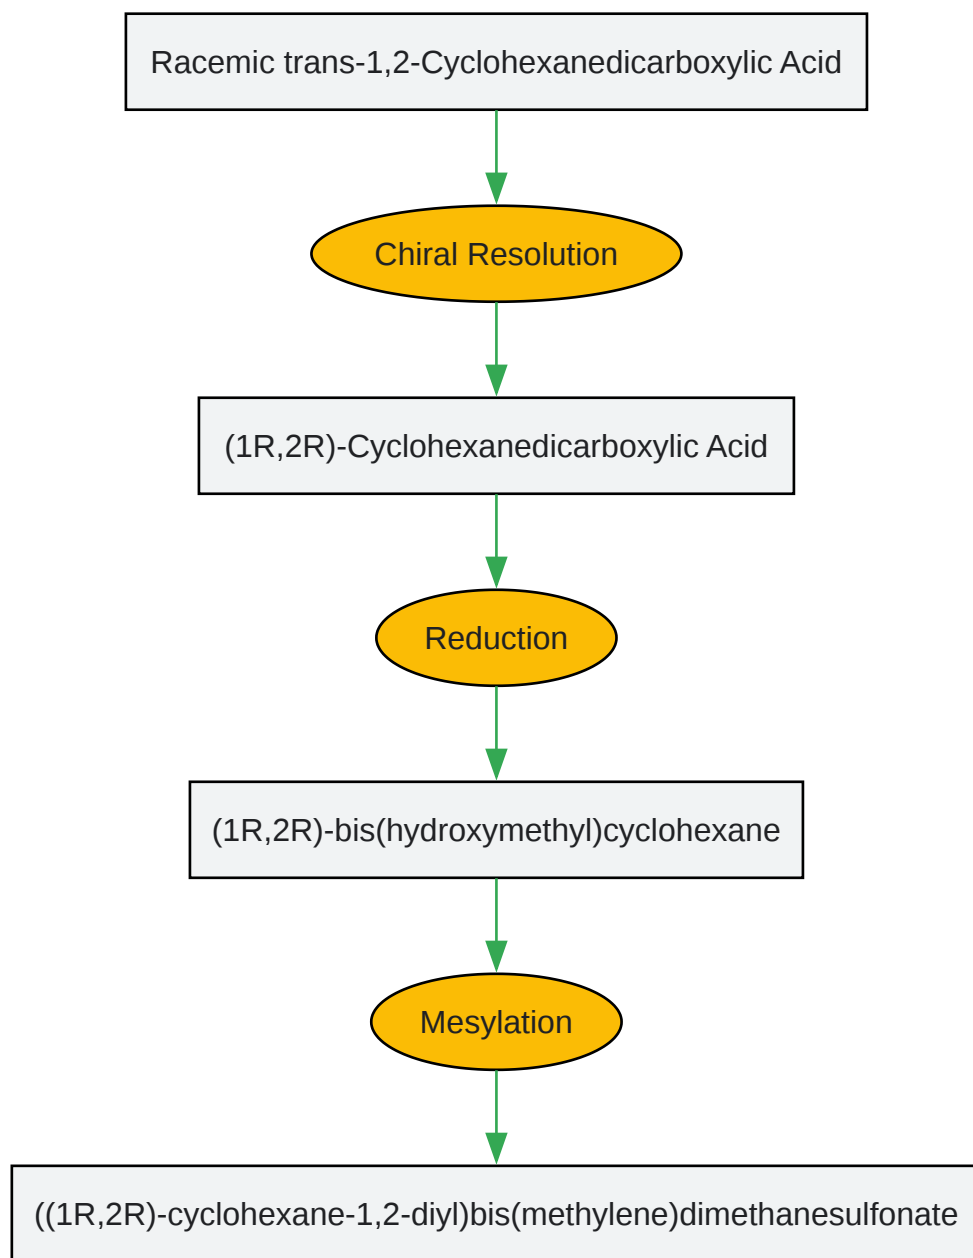 Racemic trans-1,2-Cyclohexanedicarboxylic Acid
Chiral Resolution
(1R,2R)-Cyclohexanedicarboxylic Acid
Reduction
(1R,2R)-bis(hydroxymethyl)cyclohexane
Mesylation
((1R,2R)-cyclohexane-1,2-diyl)bis(methylene)dimethanesulfonate